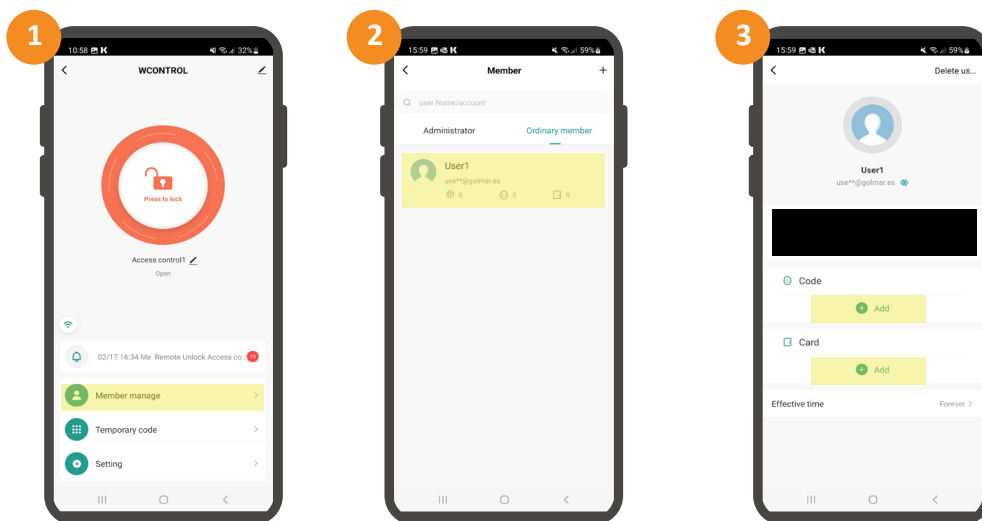 1
10:58
32%
WCONTROL
Press to lock
Access control1
Open
02/17 16:34 Me Remote Unlock Access co..
19
Member manage
Temporary code
Setting
2
15:59
59%
Member
+
user Name/account
Administrator
Ordinary member
User1
use**@golmar.es
0
0
0
3
15:59
59%
Delete us...
User1
use**@golmar.es
Code
Add
Card
Add
Effective time
Forever